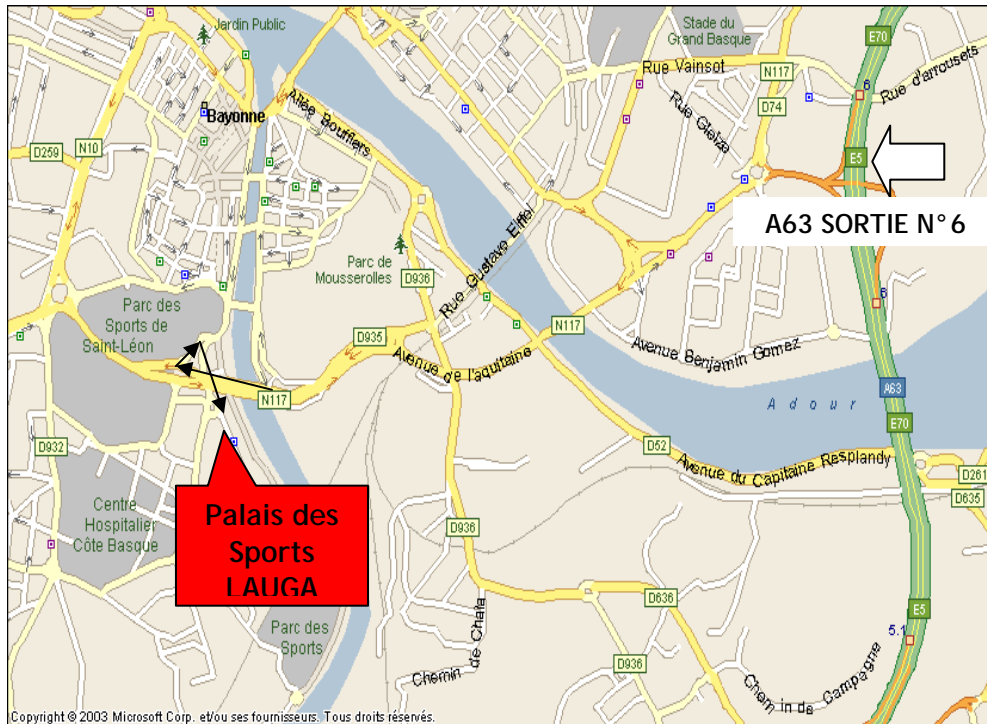 Jardin Public
Stade du
Grand Basque
E70
E5
Rue Vainsot
N117
Rue d'arrousets
6
D74
Bayonne
Allée Boufflers
Rue Gleize
N10
D259
E5
A63 SORTIE N° 6
Parc de
Mousserolles
D936
Rue Gustave Eiffel
6
Parc des
Sports de
Saint-Léon
D935
N117
Avenue de l'aquitaine
Avenue Benjamin Gomez
A63
Adour
N117
E70
D932
D52
Avenue du Capitaine Resplandy
D261
D635
Centre
Hospitalier
Côte Basque
Palais des
Sports
LAUGA
D936
D636
E5
5.1
Parc des
Sports
Chemin de Chala
D936
Chemin de Campagne
Copyright © 2003 Microsoft Corp. et/ou ses fournisseurs. Tous droits réservés.